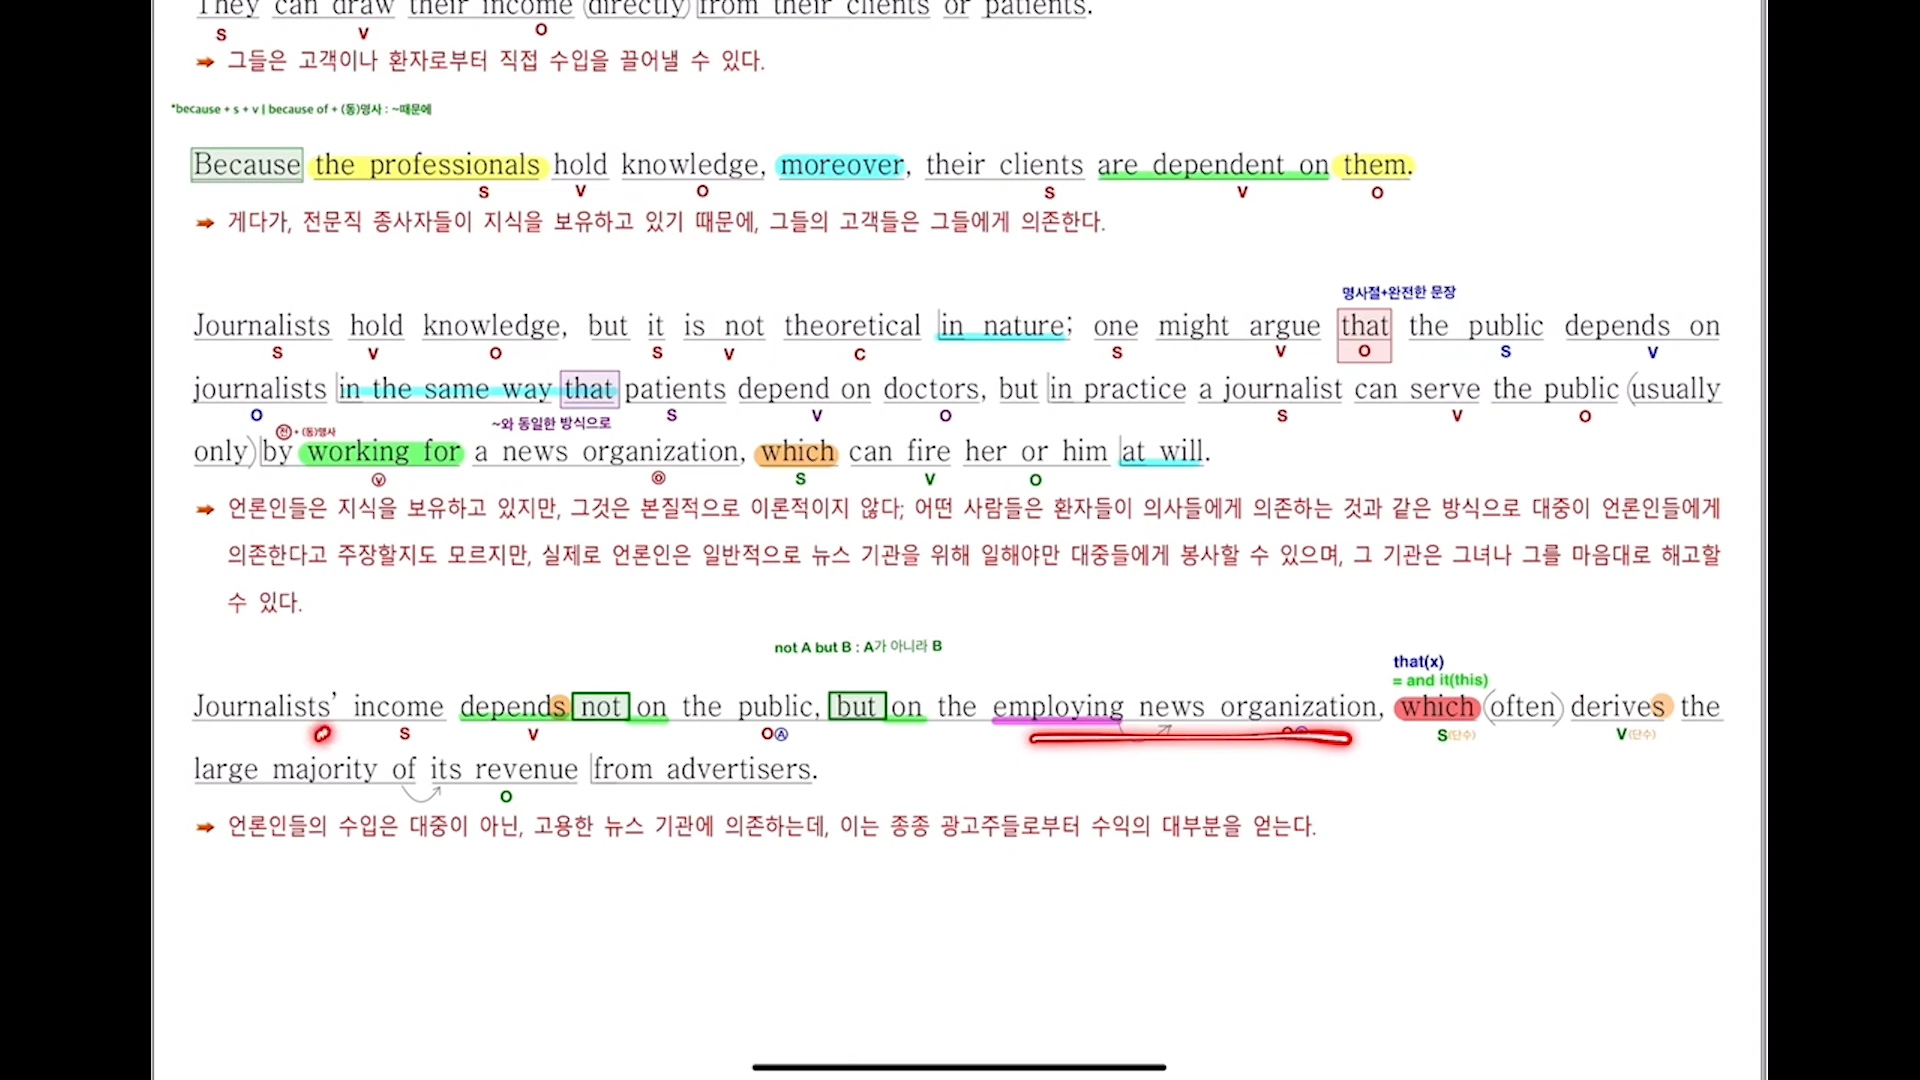 They can draw their income (directly) from their clients or patients.
S V O
➡ 그들은 고객이나 환자로부터 직접 수입을 끌어낼 수 있다.
*because + s + v | because of + (동)명사 : ~때문에
Because the professionals hold knowledge, moreover, their clients are dependent on them.
S V O S V O
➡ 게다가, 전문직 종사자들이 지식을 보유하고 있기 때문에, 그들의 고객들은 그들에게 의존한다.
명사절+완전한 문장
Journalists hold knowledge, but it is not theoretical in nature; one might argue that the public depends on
S V O S V C S V O S V
journalists in the same way that patients depend on doctors, but in practice a journalist can serve the public (usually
O ~와 동일한 방식으로 S V O S V O
전 + (동)명사
only) by working for a news organization, which can fire her or him at will.
V O S V O
➡ 언론인들은 지식을 보유하고 있지만, 그것은 본질적으로 이론적이지 않다; 어떤 사람들은 환자들이 의사들에게 의존하는 것과 같은 방식으로 대중이 언론인들에게
의존한다고 주장할지도 모르지만, 실제로 언론인은 일반적으로 뉴스 기관을 위해 일해야만 대중들에게 봉사할 수 있으며, 그 기관은 그녀나 그를 마음대로 해고할
수 있다.
not A but B : A가 아니라 B
that(x)
= and it(this)
Journalists' income depends not on the public, but on the employing news organization, which (often) derives the
S V OⒶ S(단수) V(단수)
large majority of its revenue from advertisers.
O
➡ 언론인들의 수입은 대중이 아닌, 고용한 뉴스 기관에 의존하는데, 이는 종종 광고주들로부터 수익의 대부분을 얻는다.